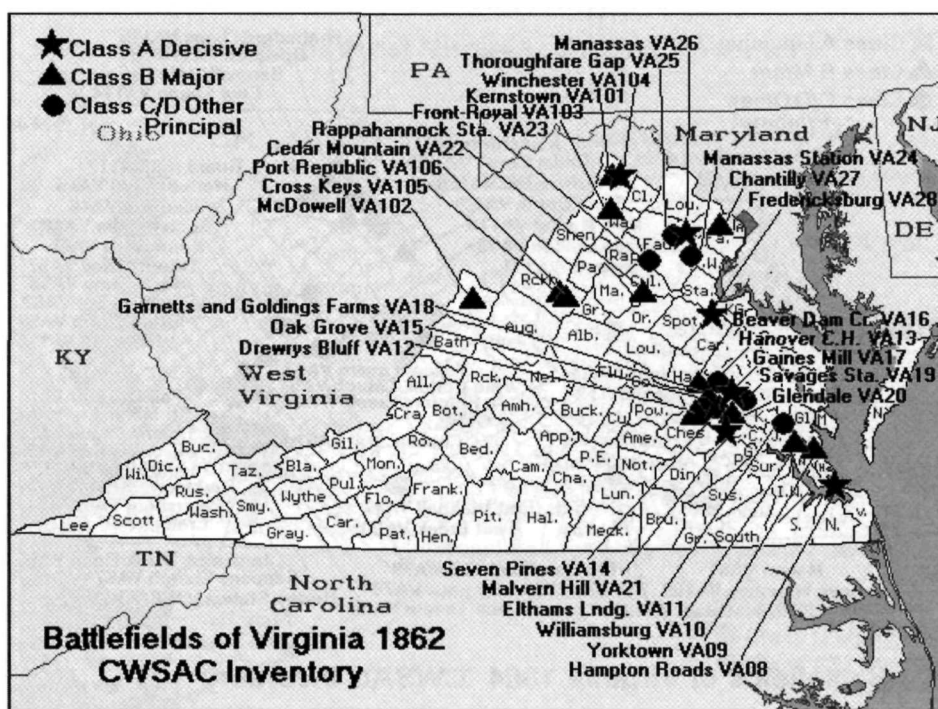 Class A Decisive
Class B Major
Class C/D Other
Principal
Manassas VA26
Thoroughfare Gap VA25
Winchester VA104
Kernstown VA101
Front Royal VA103
Rappahannock Sta. VA23
Cedar Mountain VA22
Port Republic VA106
Cross Keys VA105
McDowell VA102
PA
Ohio
Maryland
NJ
DE
Manassas Station VA24
Chantilly VA27
Fredericksburg VA28
Cl.
Lou.
Wa.
Shen.
Fau.
Fa.
Rap.
P.W.
Pa.
Rck.
Cul.
Ma.
Sta.
Gr.
Or.
Spot.
KG.
Aug.
Alb.
Lou.
Car.
Bath
Garnetts and Goldings Farms VA18
Oak Grove VA15
Drewrys Bluff VA12
Beaver Dam Cr. VA16
Hanover C.H. VA13
Gaines Mill VA17
Savages Sta. VA19
Glendale VA20
KY
West
Virginia
All.
Rck.
Nel.
Flu.
Go.
Ha.
Cra.
Bot.
Amh.
Buck.
Cu.
Pou.
Ches
K.
Gl.
M.
N.
Ro.
App.
Ame.
C.
J.
Buc.
Gil.
Bed.
P.E.
Not.
Din.
P.G.
Sur.
Wi.
Dic.
Taz.
Bla.
Mon.
Cam.
Cha.
I.W.
Rus.
Pul.
Frank.
Lun.
Sus.
Wash.
Smy.
Wythe
Flo.
Bru.
S.
N.
V.
Lee
Scott
Gray.
Car.
Pat.
Hen.
Pit.
Hal.
Meck.
Gr.
South
TN
North
Carolina
Seven Pines VA14
Malvern Hill VA21
Elthams Lndg. VA11
Williamsburg VA10
Yorktown VA09
Hampton Roads VA08
Battlefields of Virginia 1862
CWSAC Inventory